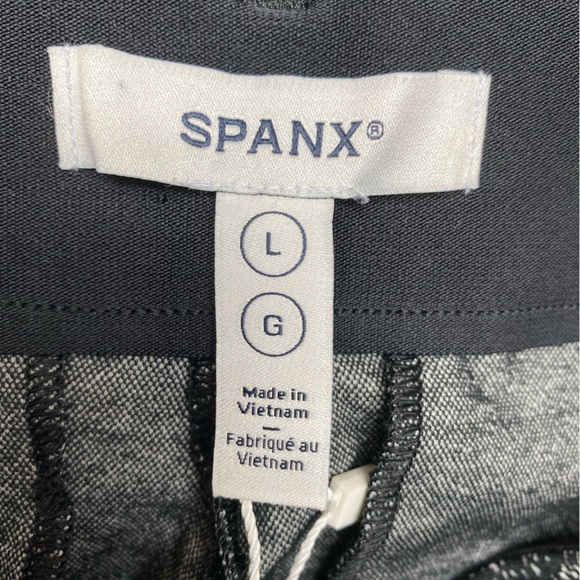 SPANX®
L
G
Made in
Vietnam
—
Fabriqué au
Vietnam